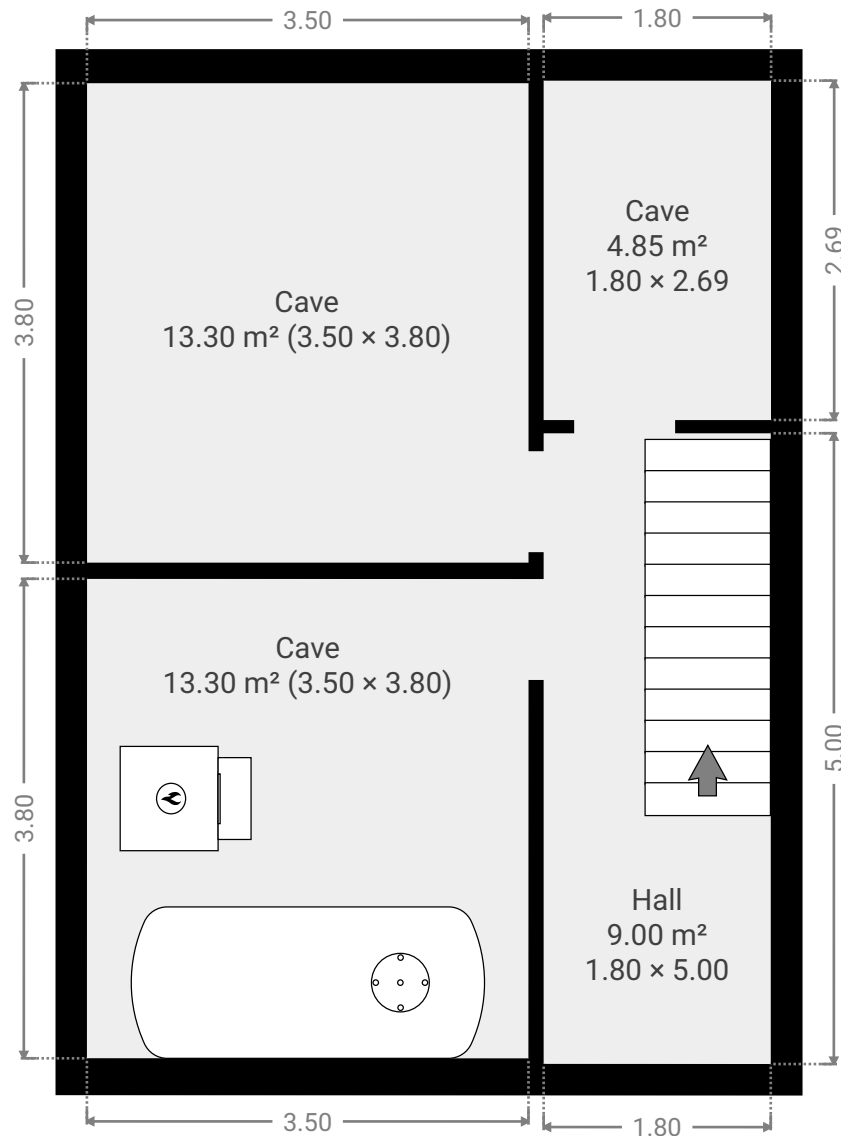 3.50
1.80
Cave
4.85 m²
1.80 × 2.69
2.69
3.80
Cave
13.30 m² (3.50 × 3.80)
Cave
13.30 m² (3.50 × 3.80)
5.00
3.80
Hall
9.00 m²
1.80 × 5.00
3.50
1.80